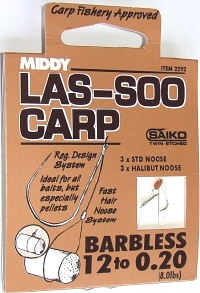 Carp Fishery Approved
MIDDY
ITEM 2292
LAS-SOO
CARP
SAIKO
TWIN-ETCHED
Reg. Design
System
3 x STD NOOSE
3 x HALIBUT NOOSE
Ideal for all
baits, but
especially
pellets
Fast
Hair
Noose
System
BARBLESS
12 to 0.20
(8.0lbs)